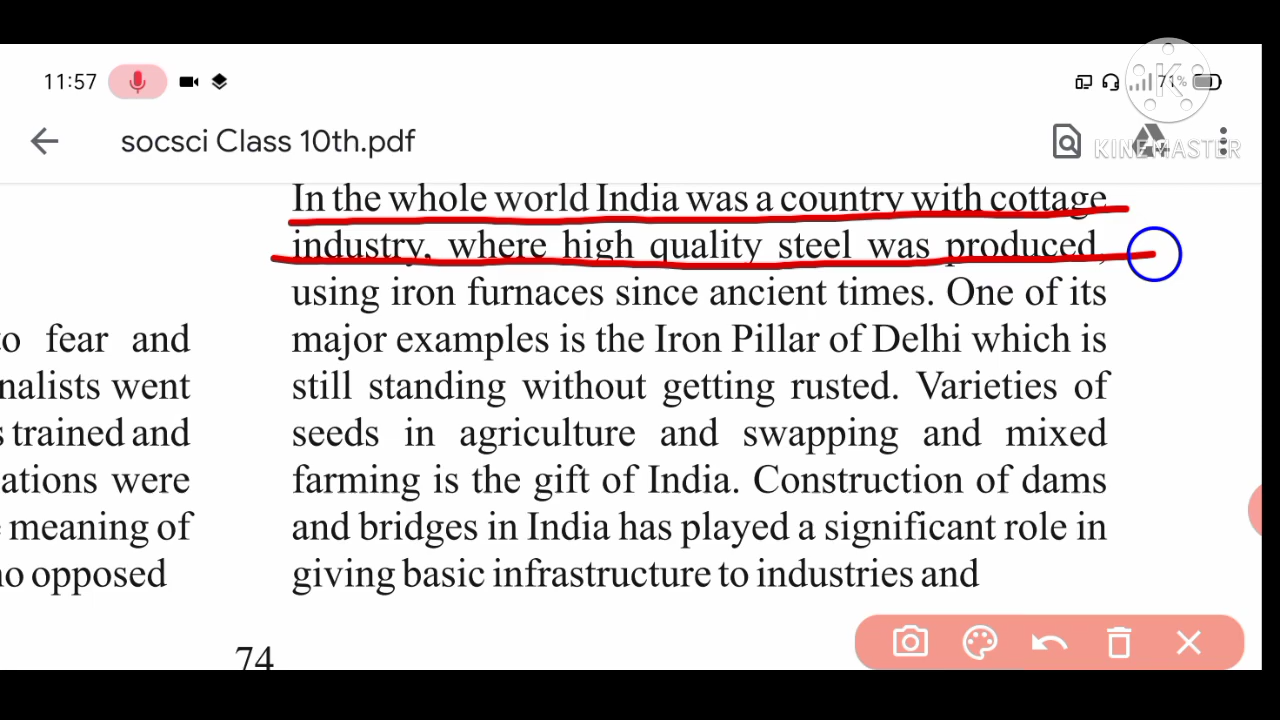 11:57
71%
socsci Class 10th.pdf
KINEMASTER
to fear and
nalists went
s trained and
ations were
e meaning of
ho opposed
In the whole world India was a country with cottage
industry, where high quality steel was produced,
using iron furnaces since ancient times. One of its
major examples is the Iron Pillar of Delhi which is
still standing without getting rusted. Varieties of
seeds in agriculture and swapping and mixed
farming is the gift of India. Construction of dams
and bridges in India has played a significant role in
giving basic infrastructure to industries and
74